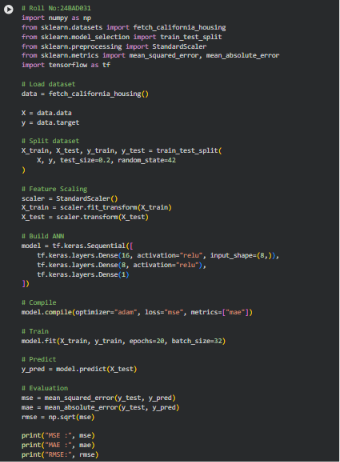 # Roll No:24BAD031
import numpy as np
from sklearn.datasets import fetch_california_housing
from sklearn.model_selection import train_test_split
from sklearn.preprocessing import StandardScaler
from sklearn.metrics import mean_squared_error, mean_absolute_error
import tensorflow as tf
# Load dataset
data = fetch_california_housing()
X = data.data
y = data.target
# Split dataset
X_train, X_test, y_train, y_test = train_test_split(
X, y, test_size=0.2, random_state=42
)
# Feature Scaling
scaler = StandardScaler()
X_train = scaler.fit_transform(X_train)
X_test = scaler.transform(X_test)
# Build ANN
model = tf.keras.Sequential([
tf.keras.layers.Dense(16, activation="relu", input_shape=(8,)),
tf.keras.layers.Dense(8, activation="relu"),
tf.keras.layers.Dense(1)
])
# Compile
model.compile(optimizer="adam", loss="mse", metrics=["mae"])
# Train
model.fit(X_train, y_train, epochs=20, batch_size=32)
# Predict
y_pred = model.predict(X_test)
# Evaluation
mse = mean_squared_error(y_test, y_pred)
mae = mean_absolute_error(y_test, y_pred)
rmse = np.sqrt(mse)
print("MSE :", mse)
print("MAE :", mae)
print("RMSE:", rmse)